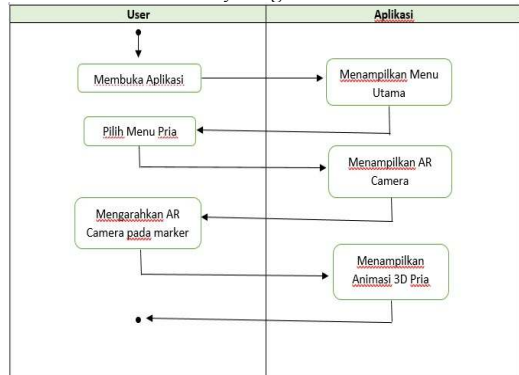 User
Aplikasi
Membuka Aplikasi
Menampilkan Menu
Utama
Pilih Menu Pria
Menampilkan AR
Camera
Mengarahkan AR
Camera pada marker
Menampilkan
Animasi 3D Pria